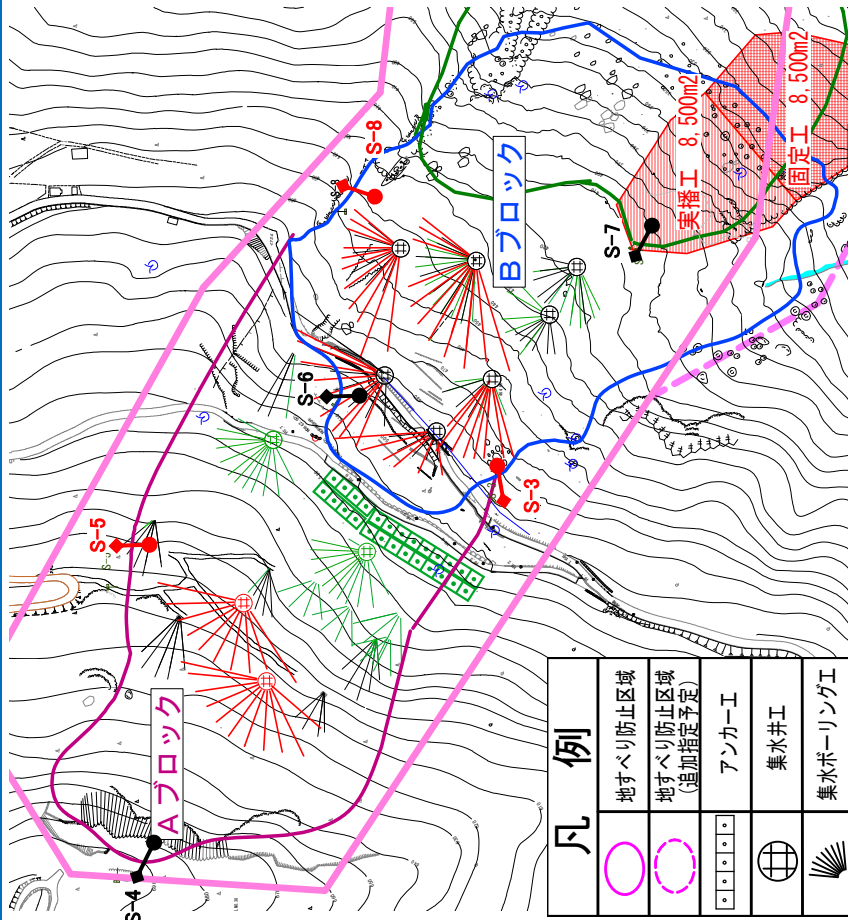 S-8
Bブロック
実播工 8,500m2
固定工 8,500m2
S-7
S-6
S-3
S-5
Aブロック
S-4
凡 例
地すべり防止区域
地すべり防止区域
(追加指定予定)
アンカー工
集水井工
集水ボーリング工